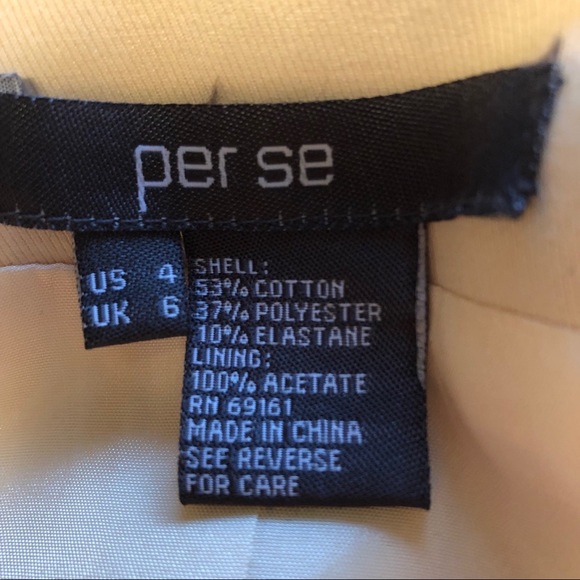 per se
US 4
UK 6
SHELL:
53% COTTON
37% POLYESTER
10% ELASTANE
LINING:
100% ACETATE
RN 69161
MADE IN CHINA
SEE REVERSE
FOR CARE